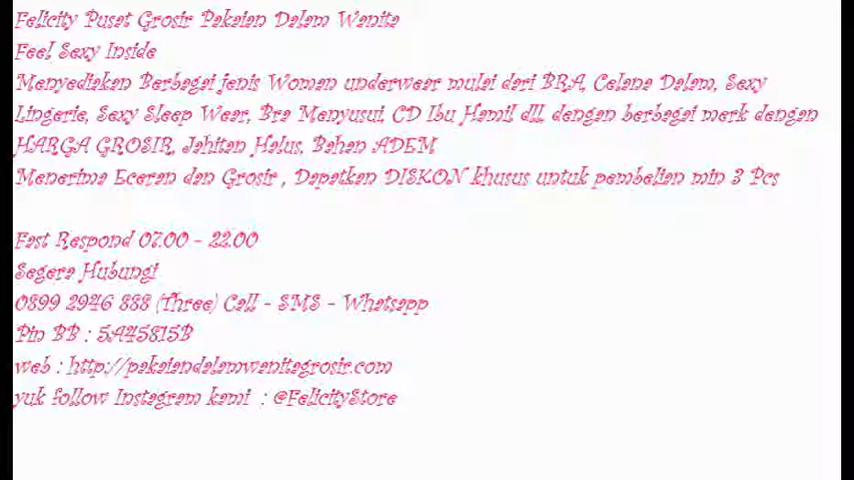 Felicity Pusat Grosir Pakaian Dalam Wanita
Feel Sexy Inside
Menyediakan Berbagai jenis Woman underwear mulai dari BRA, Celana Dalam, Sexy
Lingerie, Sexy Sleep Wear, Bra Menyusui, CD Ibu Hamil dll, dengan berbagai merk dengan
HARGA GROSIR, Jahitan Halus, Bahan ADEM
Menerima Eceran dan Grosir , Dapatkan DISKON khusus untuk pembelian min 3 Pcs
Fast Respond 07.00 - 22.00
Segera Hubungi
0899 2946 888 (Three) Call - SMS - Whatsapp
Pin BB : 5A45815B
web : http://pakaiandalamwanitagrosir.com
yuk follow Instagram kami : @FelicityStore